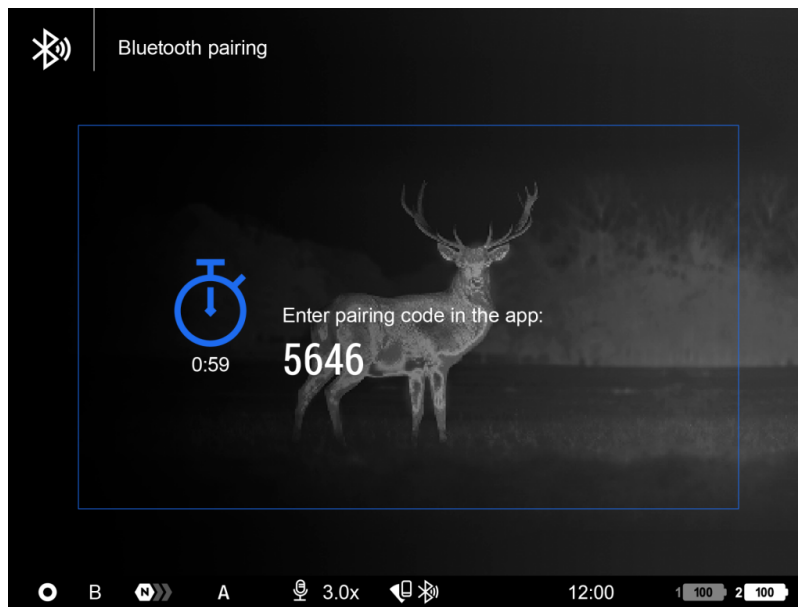 Bluetooth pairing
Enter pairing code in the app:
5646
0:59
B N A 3.0x 12:00 1 100 2 100